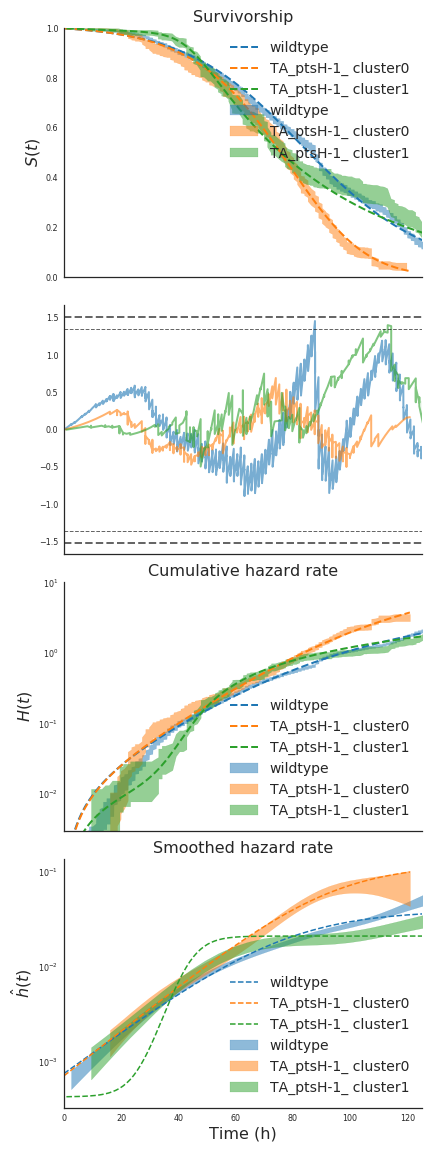 Survivorship
1.0
0.8
0.6
0.4
0.2
0.0
S(t)
wildtype
TA_ptsH-1_ cluster0
TA_ptsH-1_ cluster1
wildtype
TA_ptsH-1_ cluster0
TA_ptsH-1_ cluster1
1.5
1.0
0.5
0.0
−0.5
−1.0
−1.5
Cumulative hazard rate
10¹
10⁰
10⁻¹
10⁻²
H(t)
wildtype
TA_ptsH-1_ cluster0
TA_ptsH-1_ cluster1
wildtype
TA_ptsH-1_ cluster0
TA_ptsH-1_ cluster1
Smoothed hazard rate
10⁻¹
10⁻²
10⁻³
ĥ(t)
wildtype
TA_ptsH-1_ cluster0
TA_ptsH-1_ cluster1
wildtype
TA_ptsH-1_ cluster0
TA_ptsH-1_ cluster1
0 20 40 60 80 100 120
Time (h)